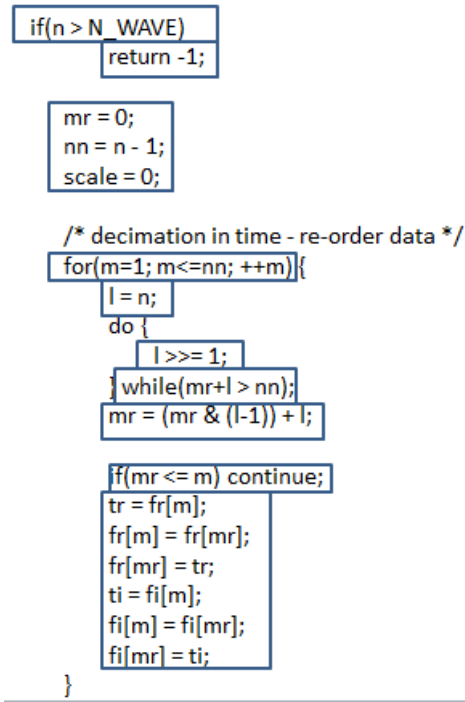 if(n > N_WAVE)
return -1;
mr = 0;
nn = n - 1;
scale = 0;
/* decimation in time - re-order data */
for(m=1; m<=nn; ++m) {
l = n;
do {
l >>= 1;
} while(mr+l > nn);
mr = (mr & (l-1)) + l;
if(mr <= m) continue;
tr = fr[m];
fr[m] = fr[mr];
fr[mr] = tr;
ti = fi[m];
fi[m] = fi[mr];
fi[mr] = ti;
}